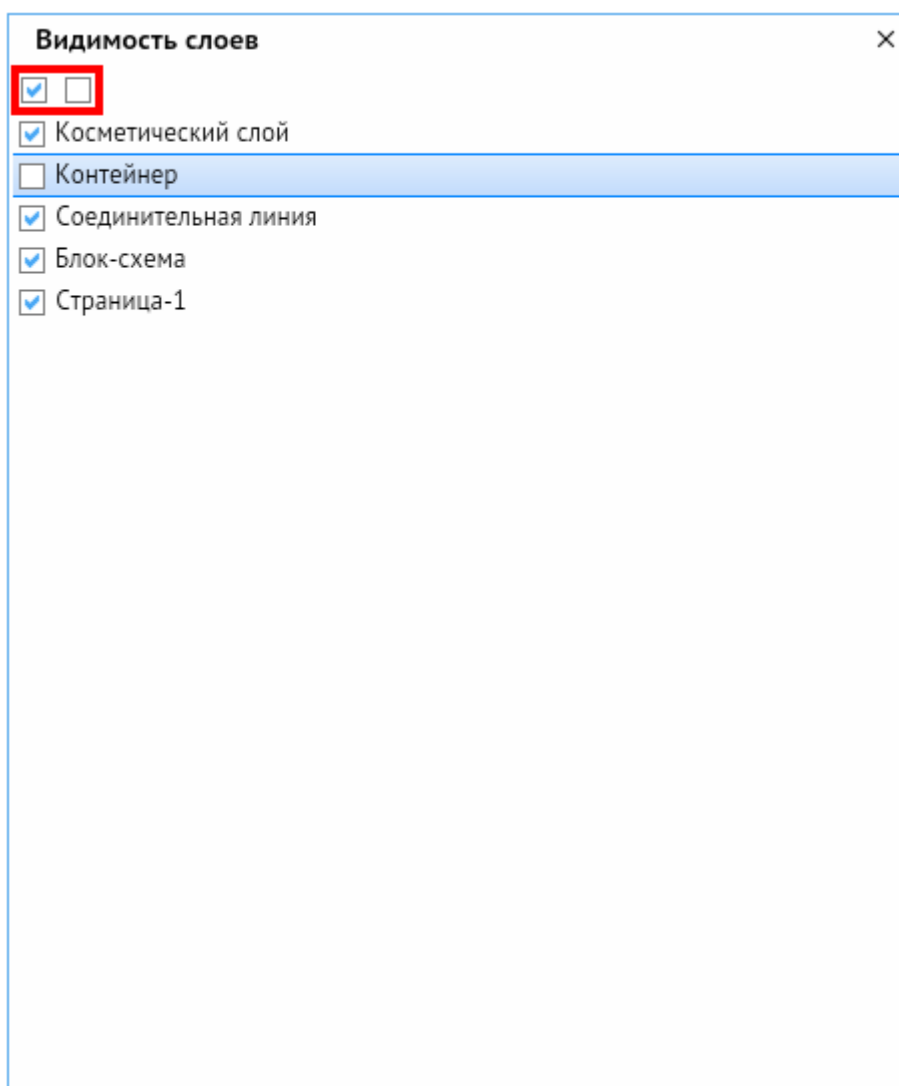 Видимость слоев
Косметический слой
Контейнер
Соединительная линия
Блок-схема
Страница-1